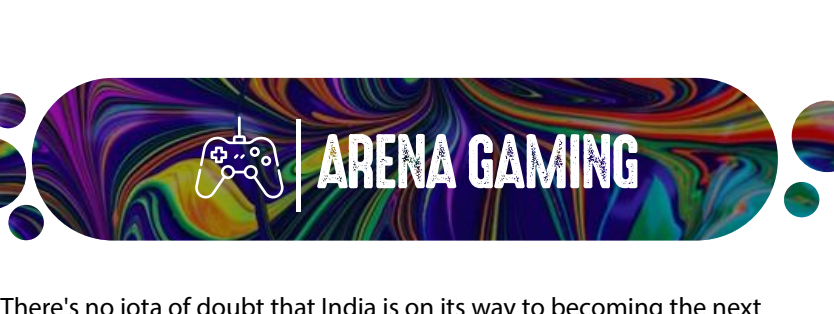 ARENA GAMING
There's no iota of doubt that India is on its way to becoming the next